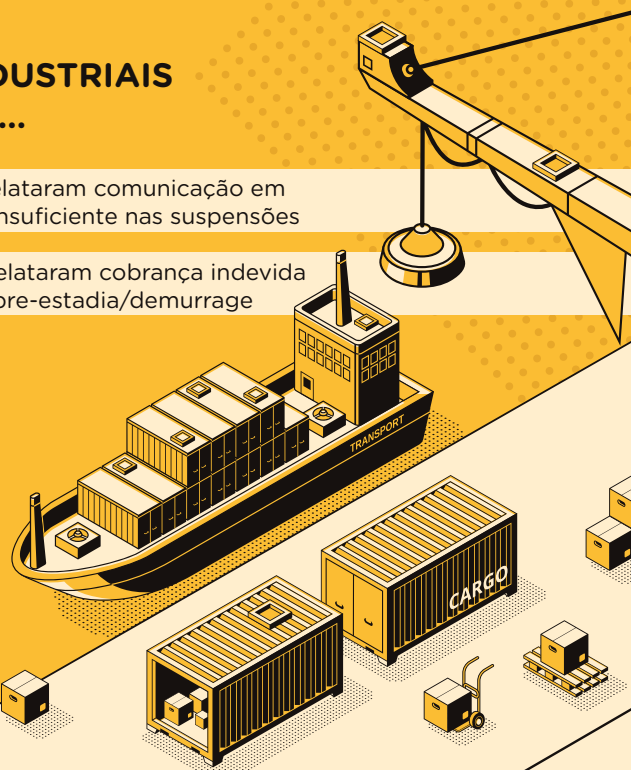 DUSTRIAIS
...
elataram comunicação em
nsuficiente nas suspensões
elataram cobrança indevida
bre-estadia/demurrage
TRANSPORT
CARGO